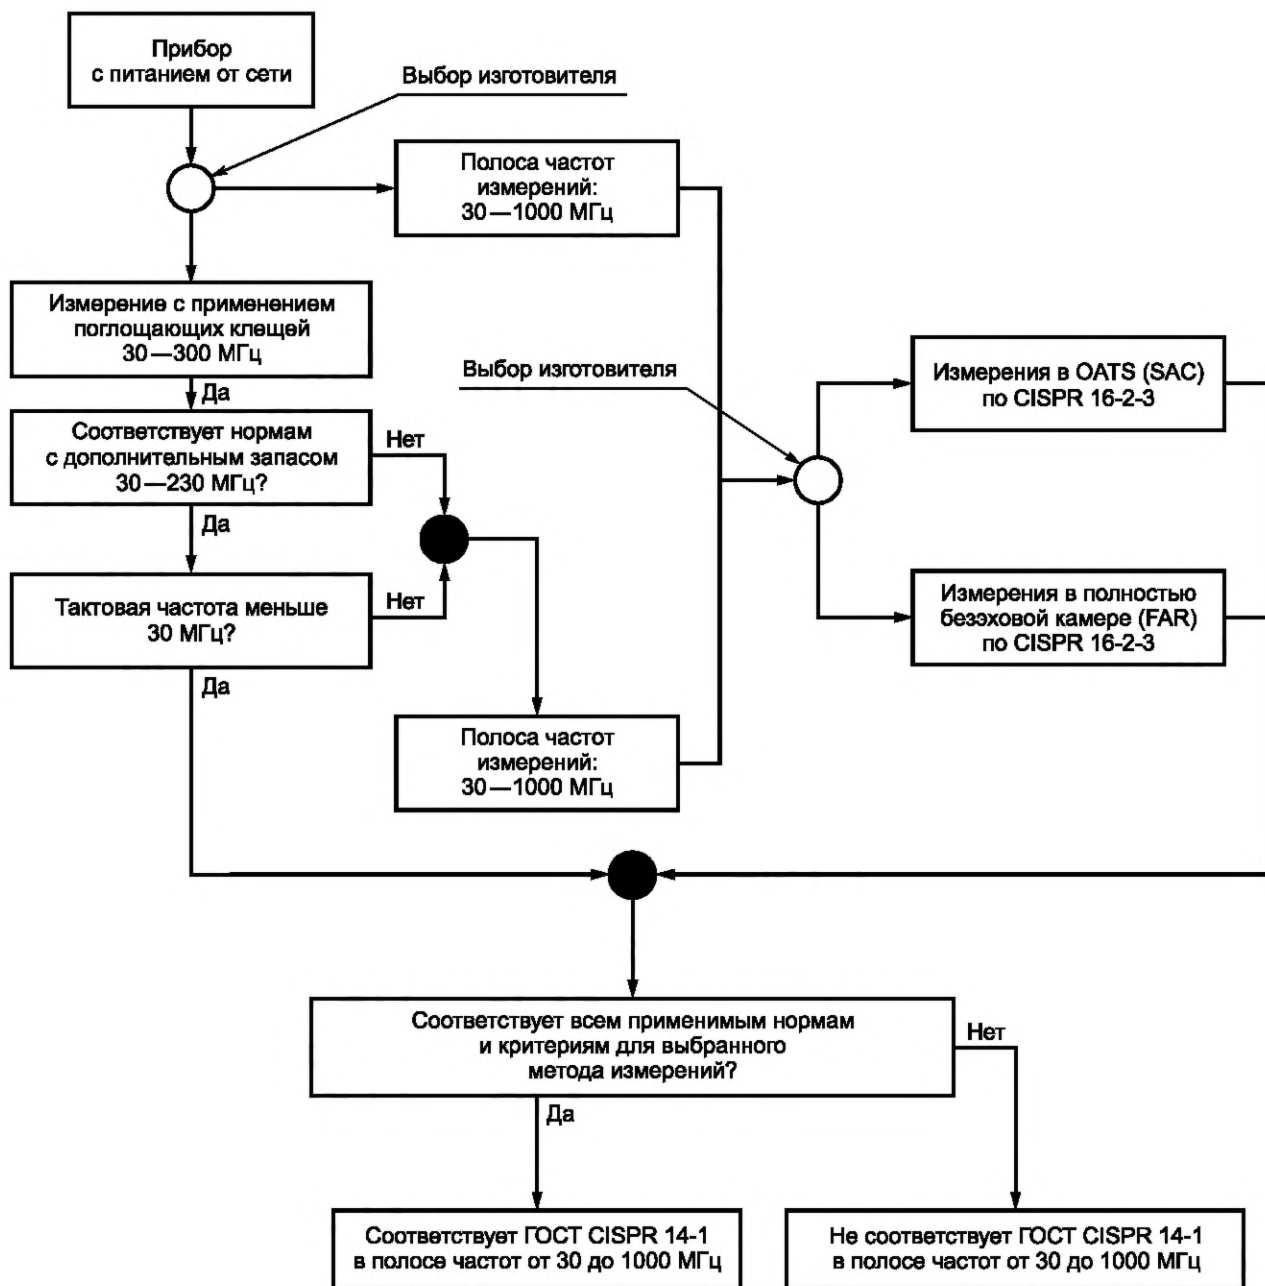 Прибор
с питанием от сети
Выбор изготовителя
Полоса частот
измерений:
30—1000 МГц
Измерение с применением
поглощающих клещей
30—300 МГц
Да
Соответствует нормам
с дополнительным запасом
30—230 МГц?
Нет
Да
Тактовая частота меньше
30 МГц?
Нет
Да
Полоса частот
измерений:
30—1000 МГц
Выбор изготовителя
Измерения в OATS (SAC)
по CISPR 16-2-3
Измерения в полностью
безэховой камере (FAR)
по CISPR 16-2-3
Соответствует всем применимым нормам
и критериям для выбранного
метода измерений?
Нет
Да
Соответствует ГОСТ CISPR 14-1
в полосе частот от 30 до 1000 МГц
Не соответствует ГОСТ CISPR 14-1
в полосе частот от 30 до 1000 МГц